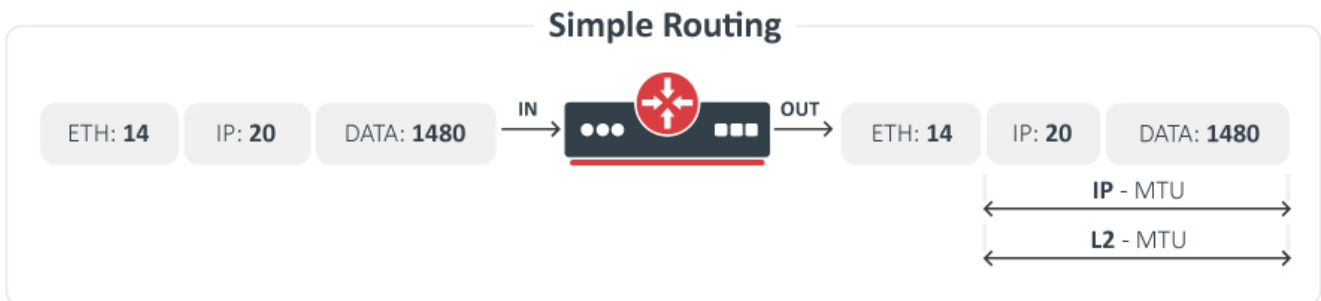 Simple Routing
ETH: 14 IP: 20 DATA: 1480 IN OUT ETH: 14 IP: 20 DATA: 1480
IP - MTU
L2 - MTU